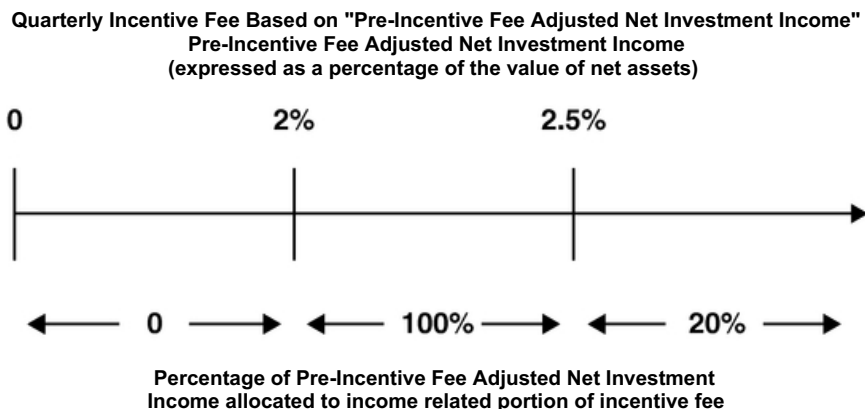 Quarterly Incentive Fee Based on "Pre-Incentive Fee Adjusted Net Investment Income"
Pre-Incentive Fee Adjusted Net Investment Income
(expressed as a percentage of the value of net assets)
0 2% 2.5%
0 100% 20%
Percentage of Pre-Incentive Fee Adjusted Net Investment
Income allocated to income related portion of incentive fee